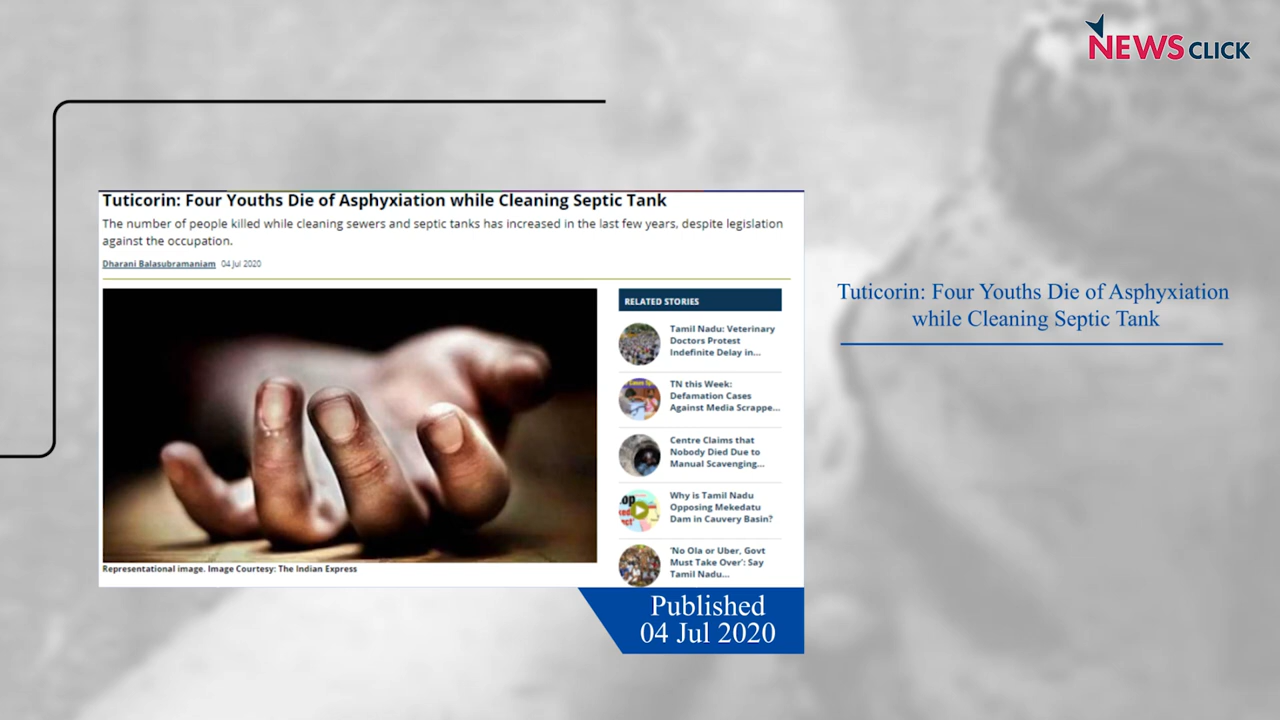 NEWSCLICK
Tuticorin: Four Youths Die of Asphyxiation while Cleaning Septic Tank
The number of people killed while cleaning sewers and septic tanks has increased in the last few years, despite legislation
against the occupation.
Dharani Balasubramaniam 04 Jul 2020
RELATED STORIES
Tamil Nadu: Veterinary
Doctors Protest
Indefinite Delay in...
TN this Week:
Defamation Cases
Against Media Scrappe...
Centre Claims that
Nobody Died Due to
Manual Scavenging...
Why is Tamil Nadu
Opposing Mekedatu
Dam in Cauvery Basin?
'No Ola or Uber, Govt
Must Take Over': Say
Tamil Nadu...
Representational image. Image Courtesy: The Indian Express
Published
04 Jul 2020
Tuticorin: Four Youths Die of Asphyxiation
while Cleaning Septic Tank